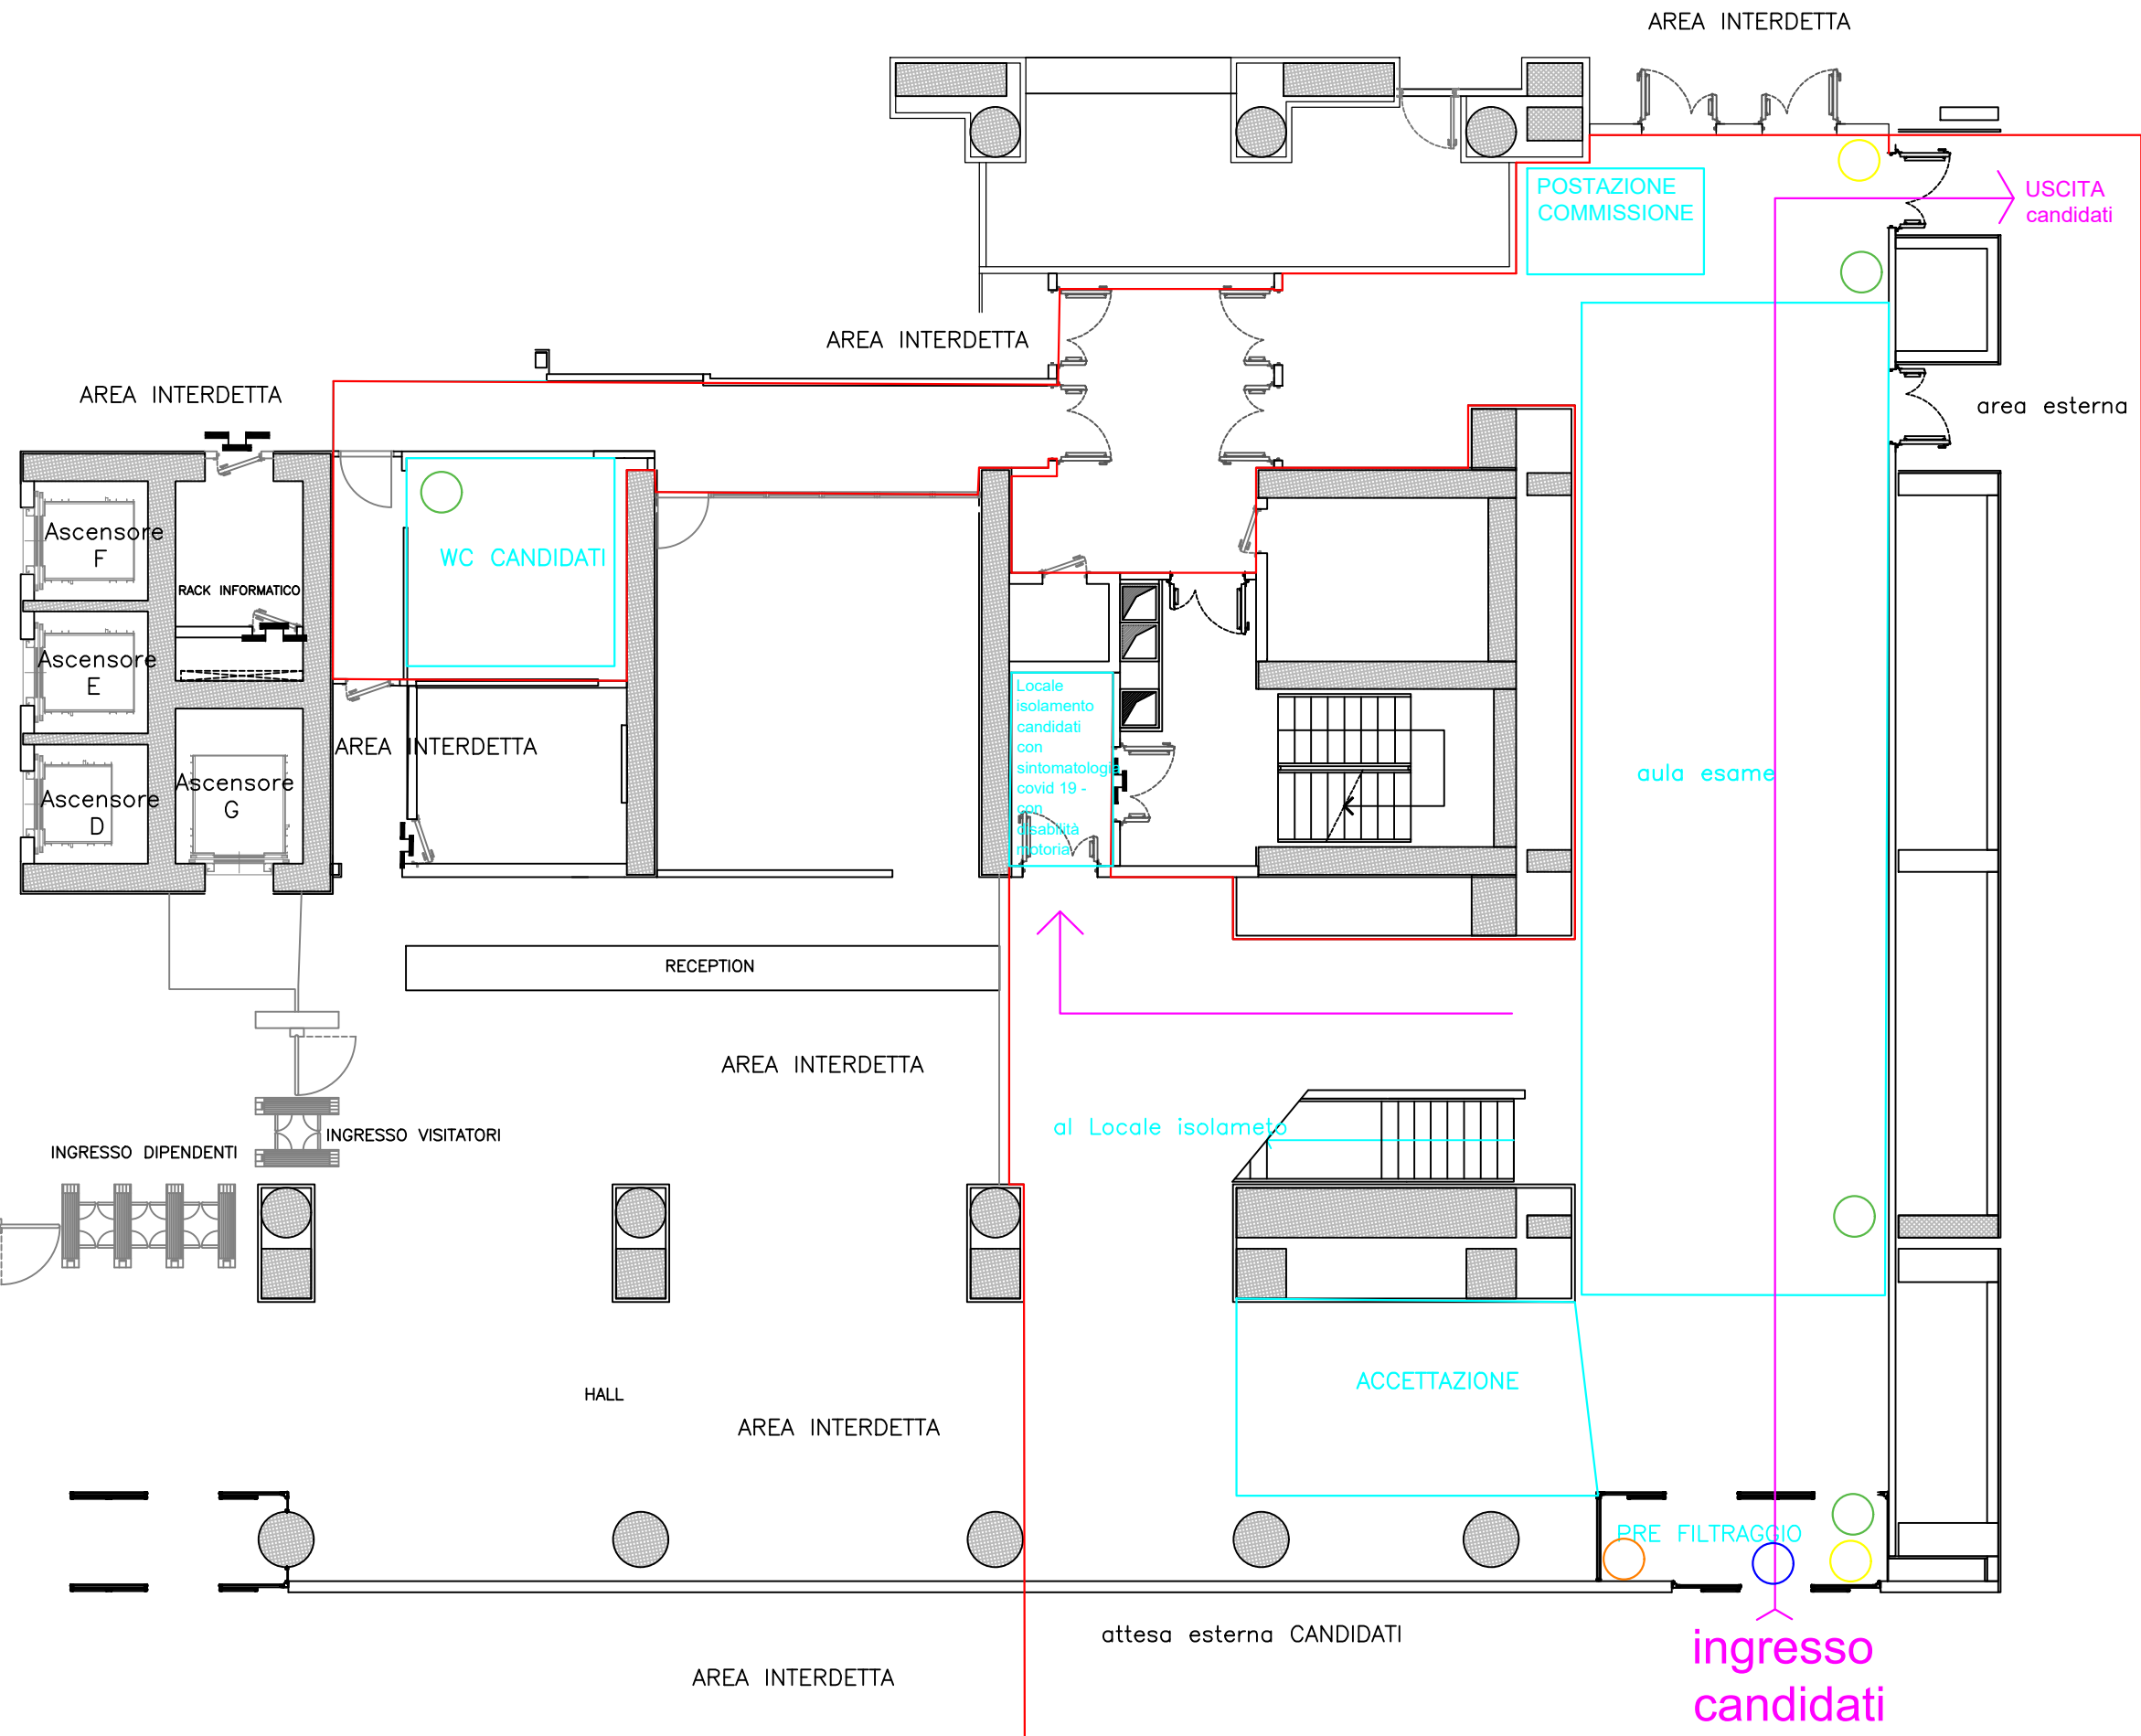 AREA INTERDETTA
POSTAZIONE
COMMISSIONE
USCITA
candidati
AREA INTERDETTA
AREA INTERDETTA
area esterna
Ascensore
F
WC CANDIDATI
RACK INFORMATICO
Ascensore
E
Locale
isolamento
candidati
con
sintomatologia
covid 19 -
con
disabilità
motoria
AREA INTERDETTA
aula esame
Ascensore
G
Ascensore
D
RECEPTION
AREA INTERDETTA
al Locale isolameto
INGRESSO VISITATORI
INGRESSO DIPENDENTI
ACCETTAZIONE
HALL
AREA INTERDETTA
PRE FILTRAGGIO
attesa esterna CANDIDATI
ingresso
candidati
AREA INTERDETTA